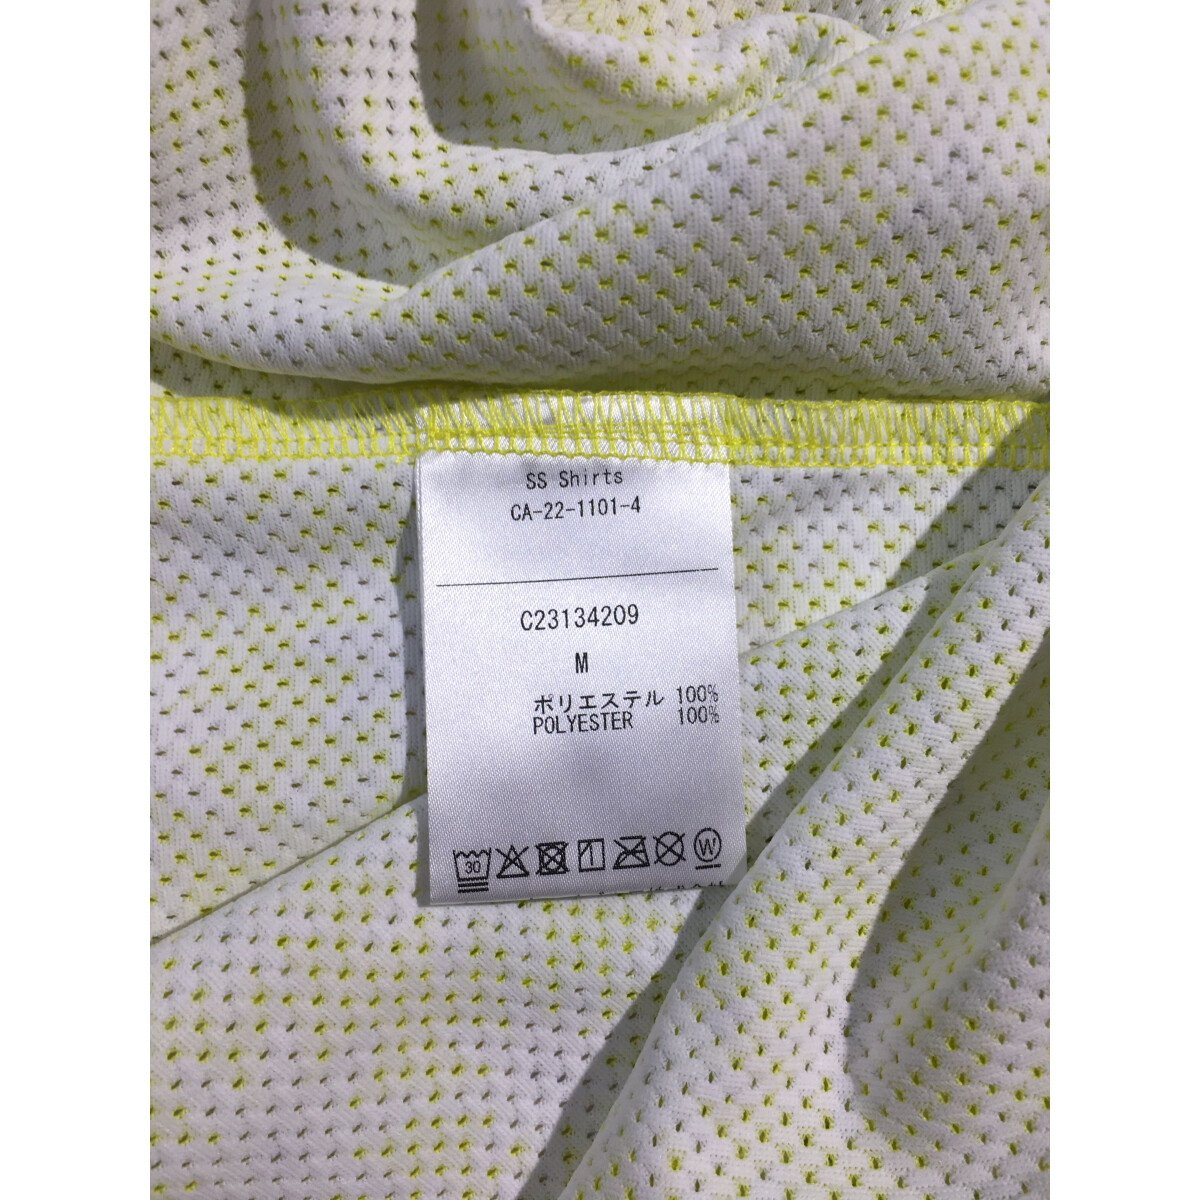 SS Shirts
CA-22-1101-4
C23134209
M
ポリエステル 100%
POLYESTER 100%
30
W